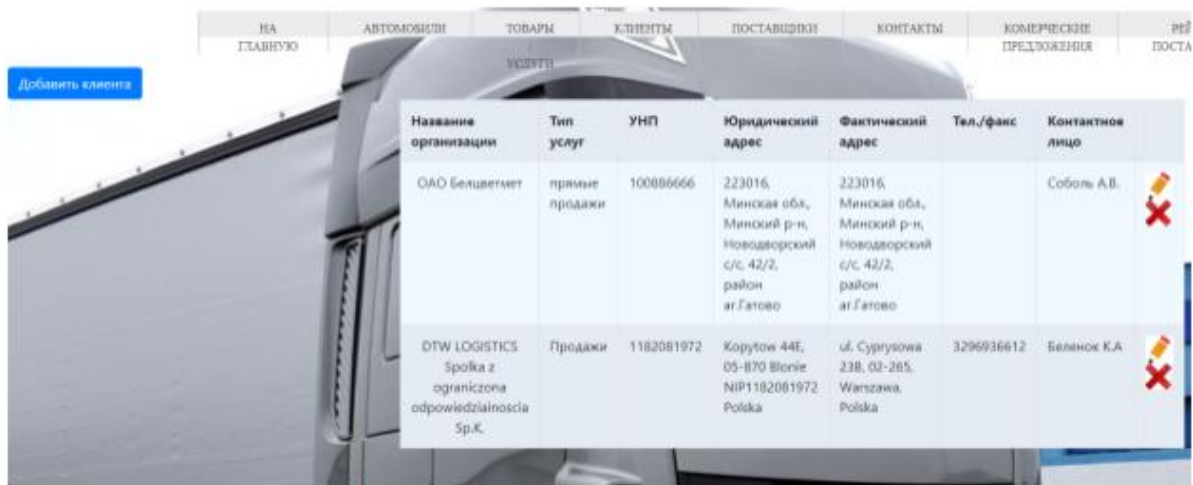 НА АВТОМОБИЛИ ТОВАРЫ КЛИЕНТЫ ПОСТАВЩИКИ КОНТАКТЫ КОМЕРЧЕСКИЕ РЕЙ
ГЛАВНУЮ ПРЕДЛОЖЕНИЯ ПОСТА
УСЛУГИ
Добавить клиента
Название Тип УНП Юридический Фактический Тел./факс Контактное
организации услуг адрес адрес лицо
ОАО Белцветмет прямые 100886666 223016, 223016, Соболь А.В.
продажи Минская обл., Минская обл.,
Минский р-н, Минский р-н,
Новодворский Новодворский
с/с, 42/2, с/с, 42/2,
район район
аг.Гатово аг.Гатово
DTW LOGISTICS Продажи 1182081972 Kopytow 44E, ul. Cyprysowa 3296936612 Беленок К.А
Spolka z 05-870 Blonie 23B, 02-265,
ograniczona NIP1182081972 Warszawa,
odpowiedzialnoscia Polska Polska
Sp.K.